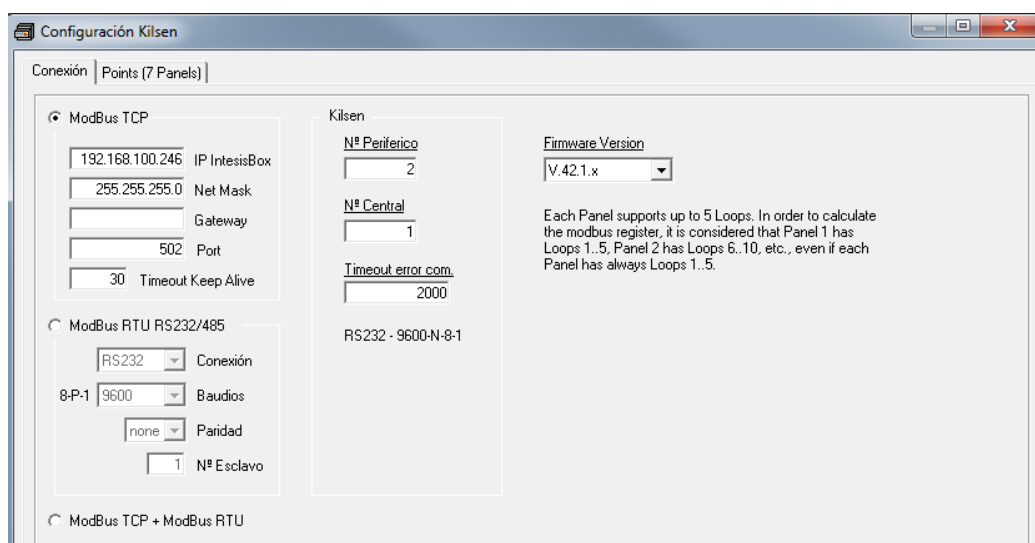 Configuración Kilsen
Conexión
Points (7 Panels)
ModBus TCP
192.168.100.246 IP IntesisBox
255.255.255.0 Net Mask
Gateway
502 Port
30 Timeout Keep Alive
ModBus RTU RS232/485
RS232 Conexión
8-P-1 9600 Baudios
none Paridad
1 Nº Esclavo
ModBus TCP + ModBus RTU
Kilsen
Nº Periferico
2
Nº Central
1
Timeout error com.
2000
RS232 - 9600-N-8-1
Firmware Version
V.42.1.x
Each Panel supports up to 5 Loops. In order to calculate
the modbus register, it is considered that Panel 1 has
Loops 1..5, Panel 2 has Loops 6..10, etc., even if each
Panel has always Loops 1..5.